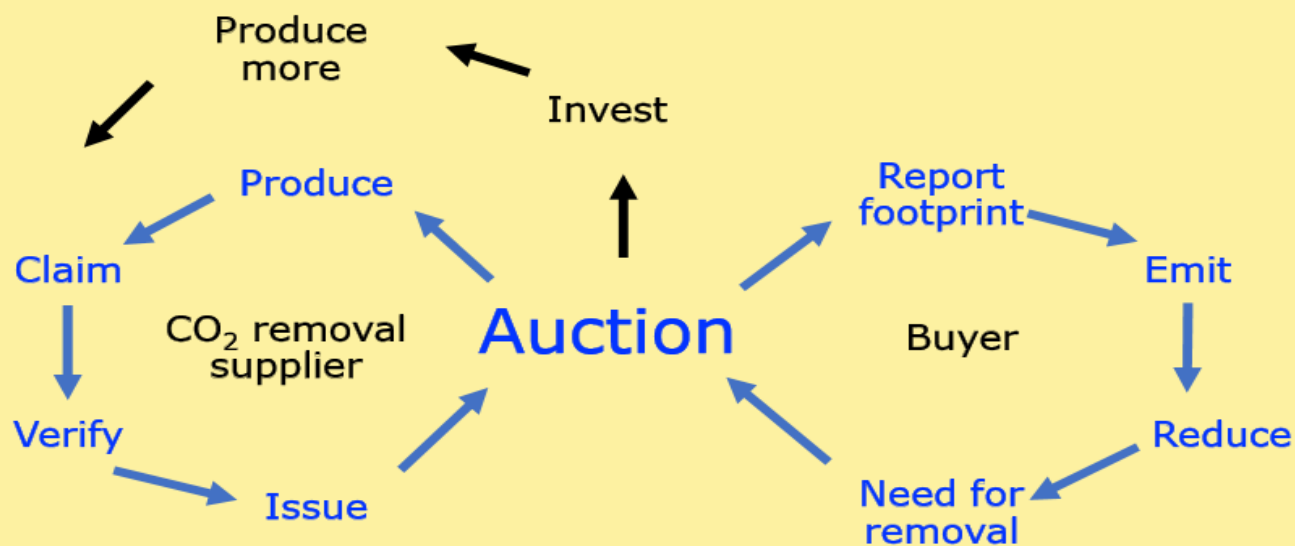 Produce
more
Invest
Produce
Report
footprint
Claim
Emit
CO₂ removal
supplier
Auction
Buyer
Verify
Reduce
Issue
Need for
removal